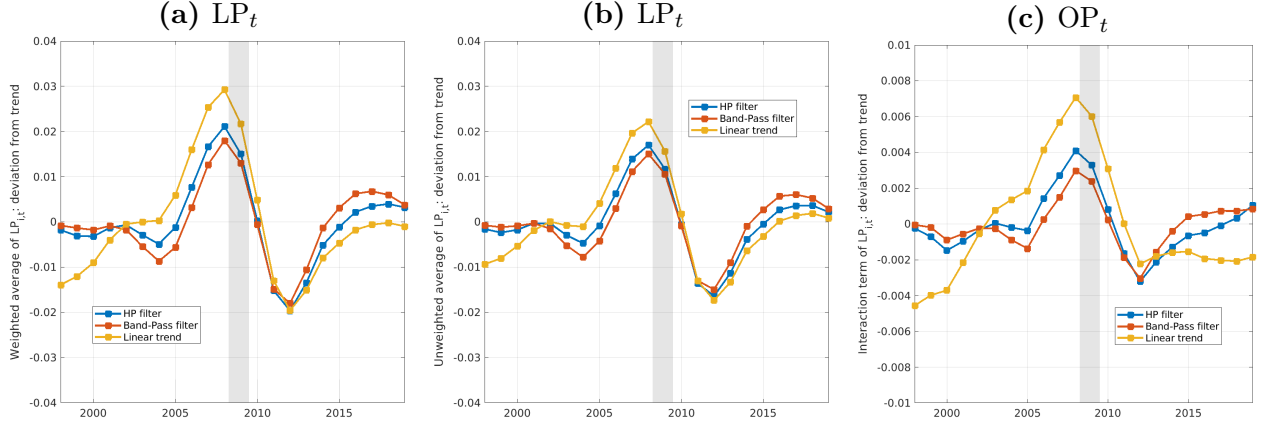 (a) LP_t
Weighted average of LP_{i,t}: deviation from trend
0.04
0.03
0.02
0.01
0
-0.01
-0.02
-0.03
-0.04
2000
2005
2010
2015
HP filter
Band-Pass filter
Linear trend
(b) LP_t
Unweighted average of LP_{i,t}: deviation from trend
0.04
0.03
0.02
0.01
0
-0.01
-0.02
-0.03
-0.04
2000
2005
2010
2015
HP filter
Band-Pass filter
Linear trend
(c) OP_t
Interaction term of LP_{i,t}: deviation from trend
0.01
0.008
0.006
0.004
0.002
0
-0.002
-0.004
-0.006
-0.008
-0.01
2000
2005
2010
2015
HP filter
Band-Pass filter
Linear trend